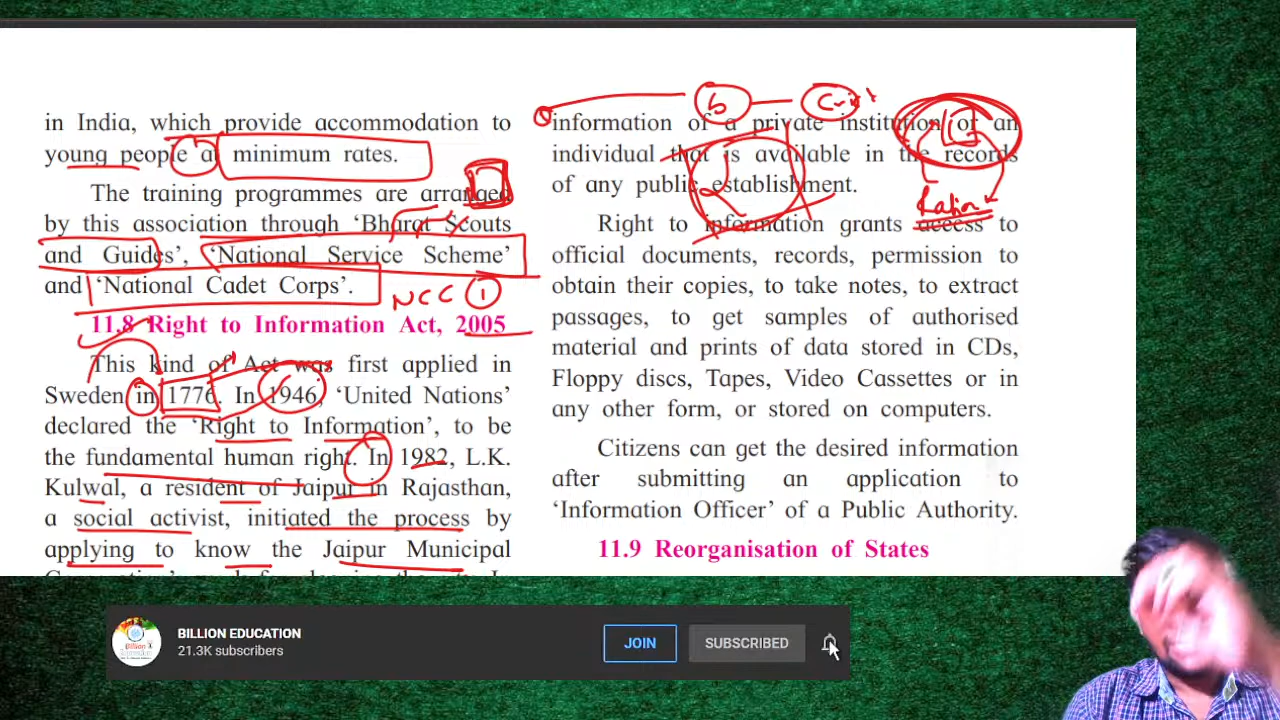 in India, which provide accommodation to
young people at minimum rates.
The training programmes are arranged
by this association through 'Bharat Scouts
and Guides', 'National Service Scheme'
and 'National Cadet Corps'.
NCC 1
11.8 Right to Information Act, 2005
This kind of Act was first applied in
Sweden in 1776. In 1946, 'United Nations'
declared the 'Right to Information', to be
the fundamental human right. In 1982, L.K.
Kulwal, a resident of Jaipur in Rajasthan,
a social activist, initiated the process by
applying to know the Jaipur Municipal
information of a private institution or an
individual that is available in the records
of any public establishment.
Right to information grants access to
official documents, records, permission to
obtain their copies, to take notes, to extract
passages, to get samples of authorised
material and prints of data stored in CDs,
Floppy discs, Tapes, Video Cassettes or in
any other form, or stored on computers.
Citizens can get the desired information
after submitting an application to
'Information Officer' of a Public Authority.
11.9 Reorganisation of States
BILLION EDUCATION
21.3K subscribers
JOIN
SUBSCRIBED